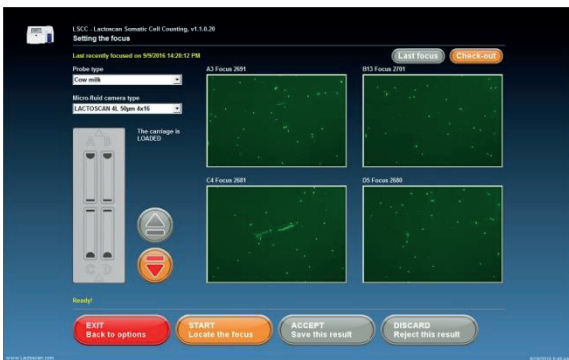 LSCC - Lactoscan Somatic Cell Counting, v1.1.0.20
Setting the focus
Last recently focused on 9/9/2016 14:20:12 PM
Last focus
Check-out
Probe type
Cow milk
Micro fluid camera type
LACTOSCAN 4L 50µm 4x16
The carriage is
LOADED
A B
C D
A3 Focus 2691
B13 Focus 2701
C4 Focus 2681
D5 Focus 2680
Ready!
EXIT
Back to options
START
Locate the focus
ACCEPT
Save this result
DISCARD
Reject this result
www.lactoscan.com